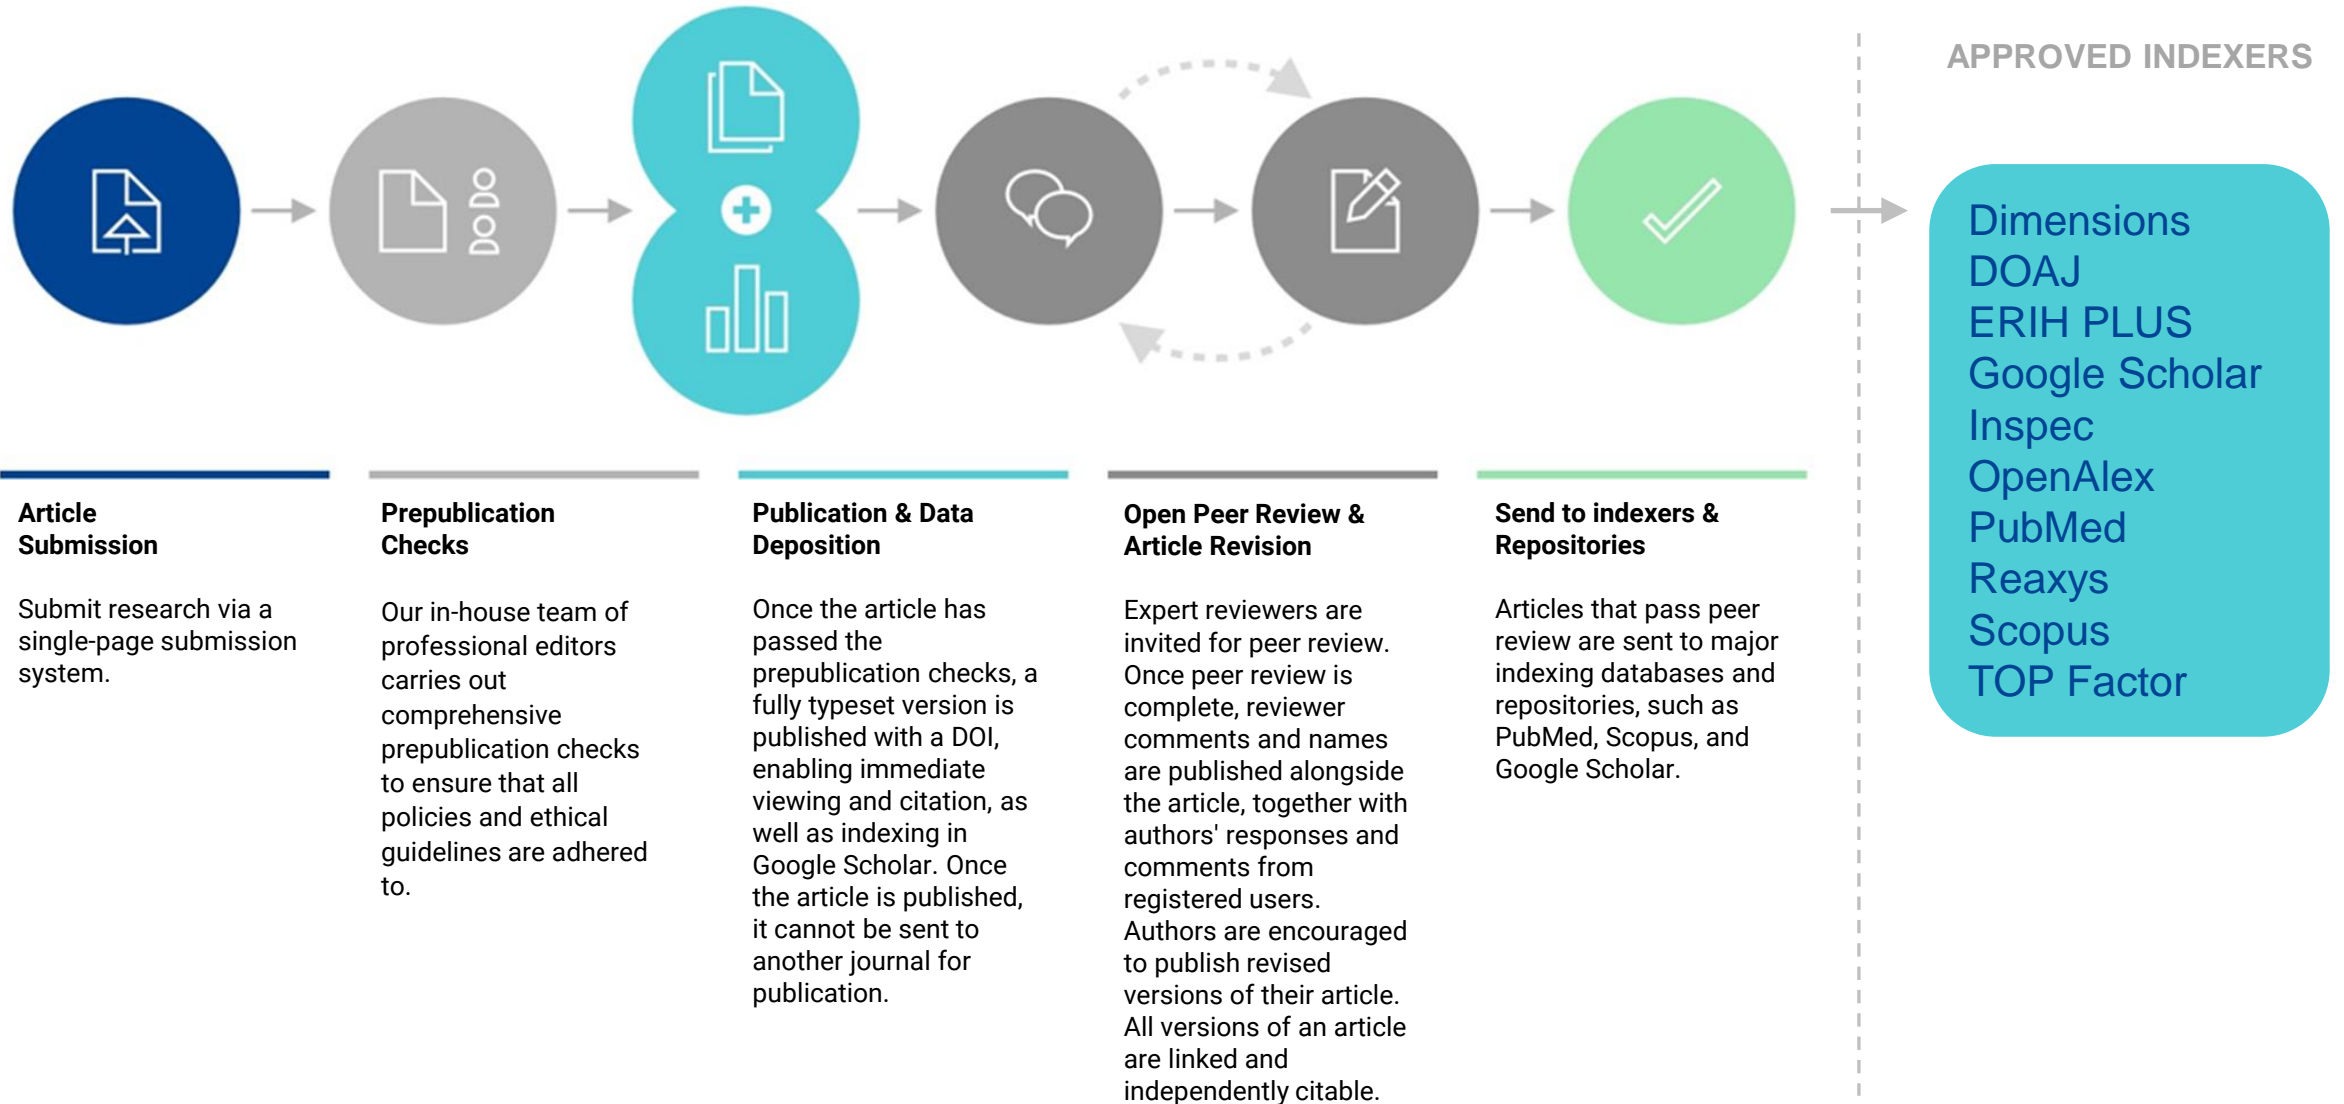 APPROVED INDEXERS
Dimensions
DOAJ
ERIH PLUS
Google Scholar
Inspec
OpenAlex
PubMed
Reaxys
Scopus
TOP Factor
Article
Submission
Submit research via a
single-page submission
system.
Prepublication
Checks
Our in-house team of
professional editors
carries out
comprehensive
prepublication checks
to ensure that all
policies and ethical
guidelines are adhered
to.
Publication & Data
Deposition
Once the article has
passed the
prepublication checks, a
fully typeset version is
published with a DOI,
enabling immediate
viewing and citation, as
well as indexing in
Google Scholar. Once
the article is published,
it cannot be sent to
another journal for
publication.
Open Peer Review &
Article Revision
Expert reviewers are
invited for peer review.
Once peer review is
complete, reviewer
comments and names
are published alongside
the article, together with
authors' responses and
comments from
registered users.
Authors are encouraged
to publish revised
versions of their article.
All versions of an article
are linked and
independently citable.
Send to indexers &
Repositories
Articles that pass peer
review are sent to major
indexing databases and
repositories, such as
PubMed, Scopus, and
Google Scholar.